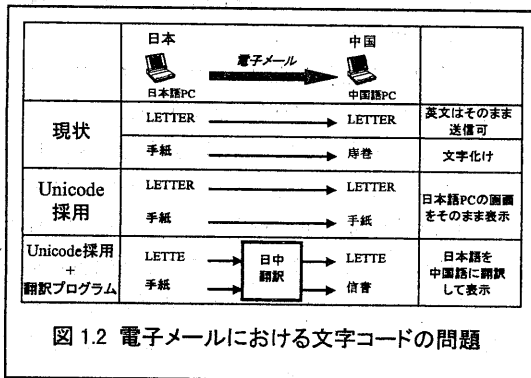 日本
中国
電子メール
日本語PC
中国語PC
現状
LETTER
LETTER
英文はそのまま
送信可
手紙
庤巻
文字化け
Unicode
採用
LETTER
LETTER
日本語PCの画面
をそのまま表示
手紙
手紙
Unicode採用
+
翻訳プログラム
LETTE
日中
翻訳
LETTE
日本語を
中国語に翻訳
して表示
手紙
信書
図 1.2 電子メールにおける文字コードの問題